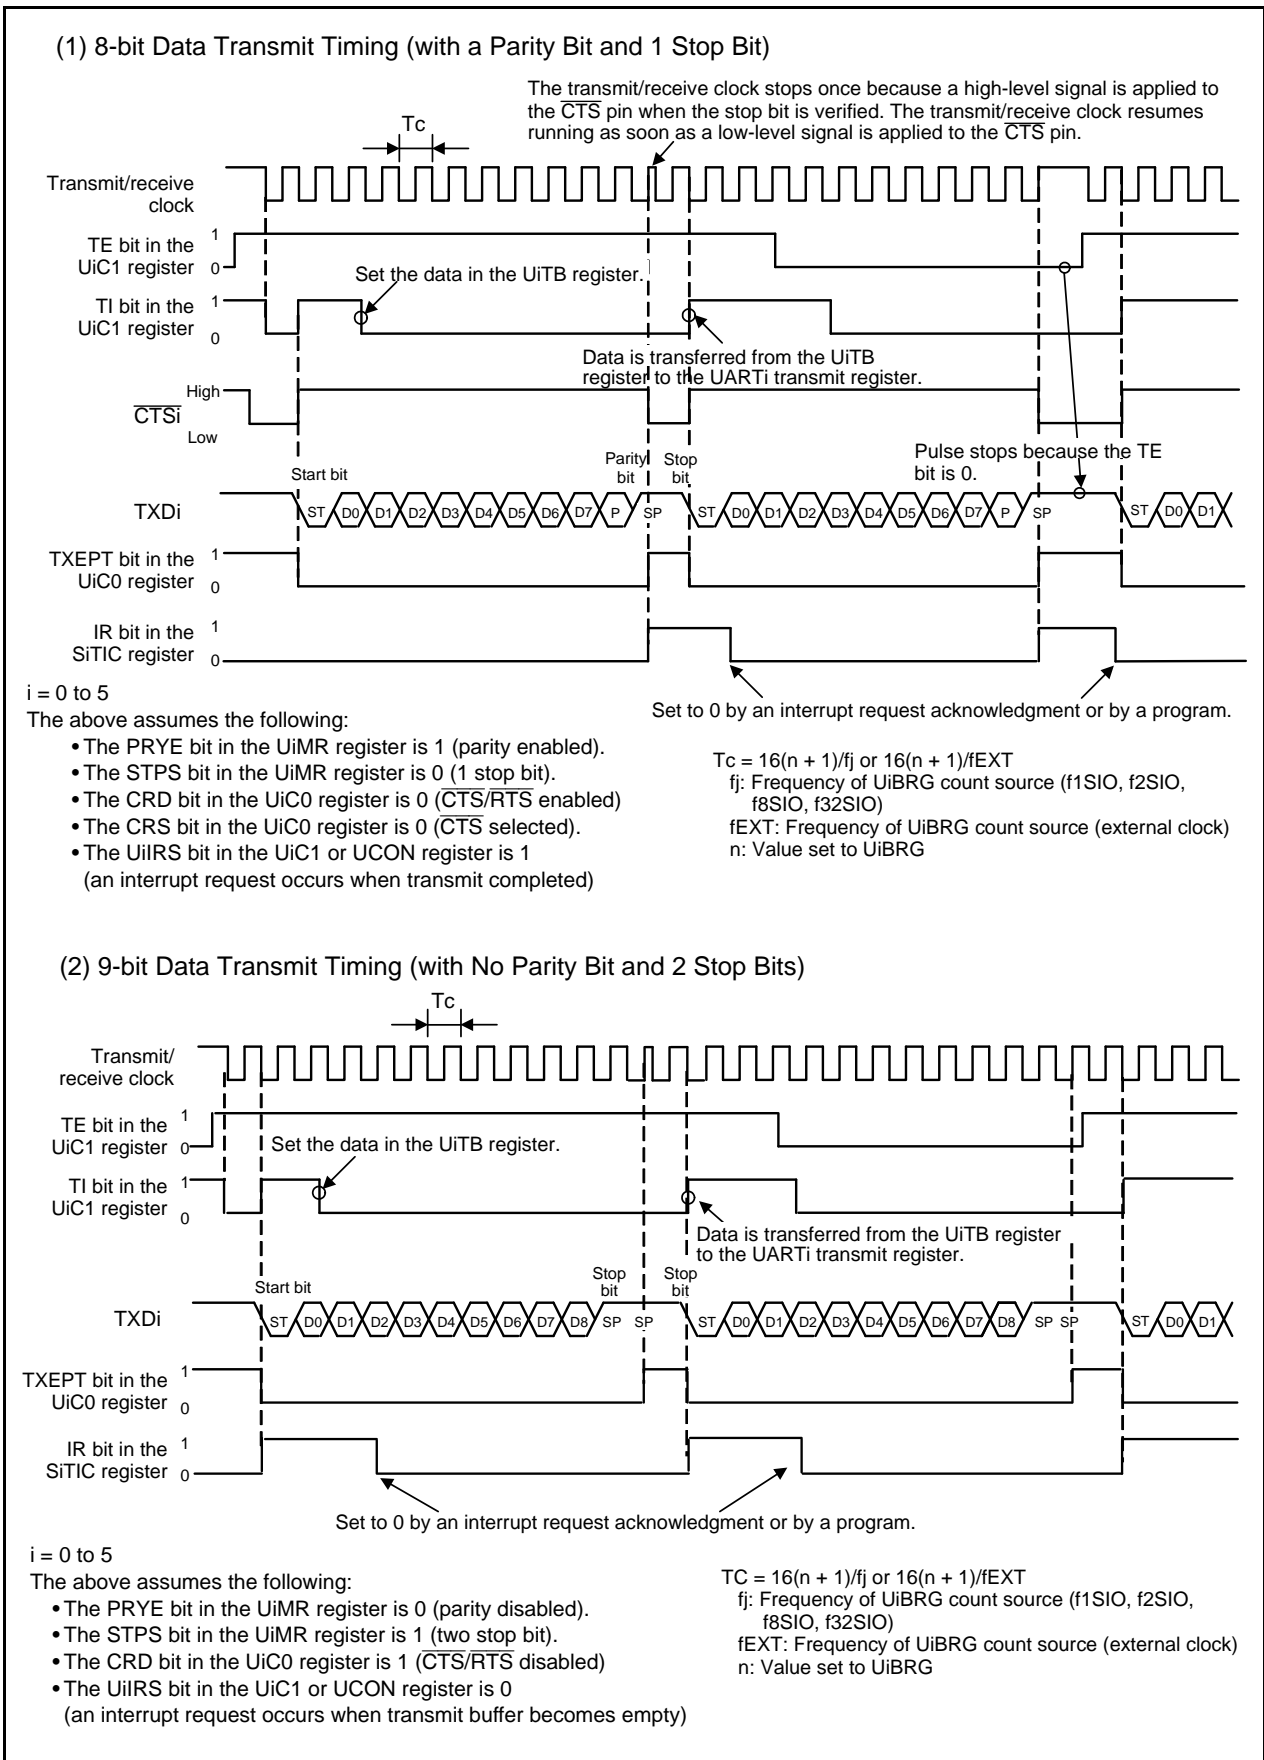 (1) 8-bit Data Transmit Timing (with a Parity Bit and 1 Stop Bit)
The transmit/receive clock stops once because a high-level signal is applied to
the CTS pin when the stop bit is verified. The transmit/receive clock resumes
running as soon as a low-level signal is applied to the CTS pin.
Tc
Transmit/receive
clock
TE bit in the
UiC1 register
1
0
Set the data in the UiTB register.
TI bit in the
UiC1 register
1
0
Data is transferred from the UiTB
register to the UARTi transmit register.
CTSi
High
Low
Pulse stops because the TE
bit is 0.
Start bit
Parity
bit
Stop
bit
TXDi
ST D0 D1 D2 D3 D4 D5 D6 D7 P SP ST D0 D1 D2 D3 D4 D5 D6 D7 P SP ST D0 D1
TXEPT bit in the
UiC0 register
1
0
IR bit in the
SiTIC register
1
0
Set to 0 by an interrupt request acknowledgment or by a program.
i = 0 to 5
The above assumes the following:
• The PRYE bit in the UiMR register is 1 (parity enabled).
• The STPS bit in the UiMR register is 0 (1 stop bit).
• The CRD bit in the UiC0 register is 0 (CTS/RTS enabled)
• The CRS bit in the UiC0 register is 0 (CTS selected).
• The UiIRS bit in the UiC1 or UCON register is 1
(an interrupt request occurs when transmit completed)
Tc = 16(n + 1)/fj or 16(n + 1)/fEXT
fj: Frequency of UiBRG count source (f1SIO, f2SIO,
f8SIO, f32SIO)
fEXT: Frequency of UiBRG count source (external clock)
n: Value set to UiBRG
(2) 9-bit Data Transmit Timing (with No Parity Bit and 2 Stop Bits)
Tc
Transmit/
receive clock
TE bit in the
UiC1 register
1
0
Set the data in the UiTB register.
TI bit in the
UiC1 register
1
0
Data is transferred from the UiTB register
to the UARTi transmit register.
Start bit
Stop
bit
Stop
bit
TXDi
ST D0 D1 D2 D3 D4 D5 D6 D7 D8 SP SP ST D0 D1 D2 D3 D4 D5 D6 D7 D8 SP SP ST D0 D1
TXEPT bit in the
UiC0 register
1
0
IR bit in the
SiTIC register
1
0
Set to 0 by an interrupt request acknowledgment or by a program.
i = 0 to 5
The above assumes the following:
• The PRYE bit in the UiMR register is 0 (parity disabled).
• The STPS bit in the UiMR register is 1 (two stop bit).
• The CRD bit in the UiC0 register is 1 (CTS/RTS disabled)
• The UiIRS bit in the UiC1 or UCON register is 0
(an interrupt request occurs when transmit buffer becomes empty)
TC = 16(n + 1)/fj or 16(n + 1)/fEXT
fj: Frequency of UiBRG count source (f1SIO, f2SIO,
f8SIO, f32SIO)
fEXT: Frequency of UiBRG count source (external clock)
n: Value set to UiBRG